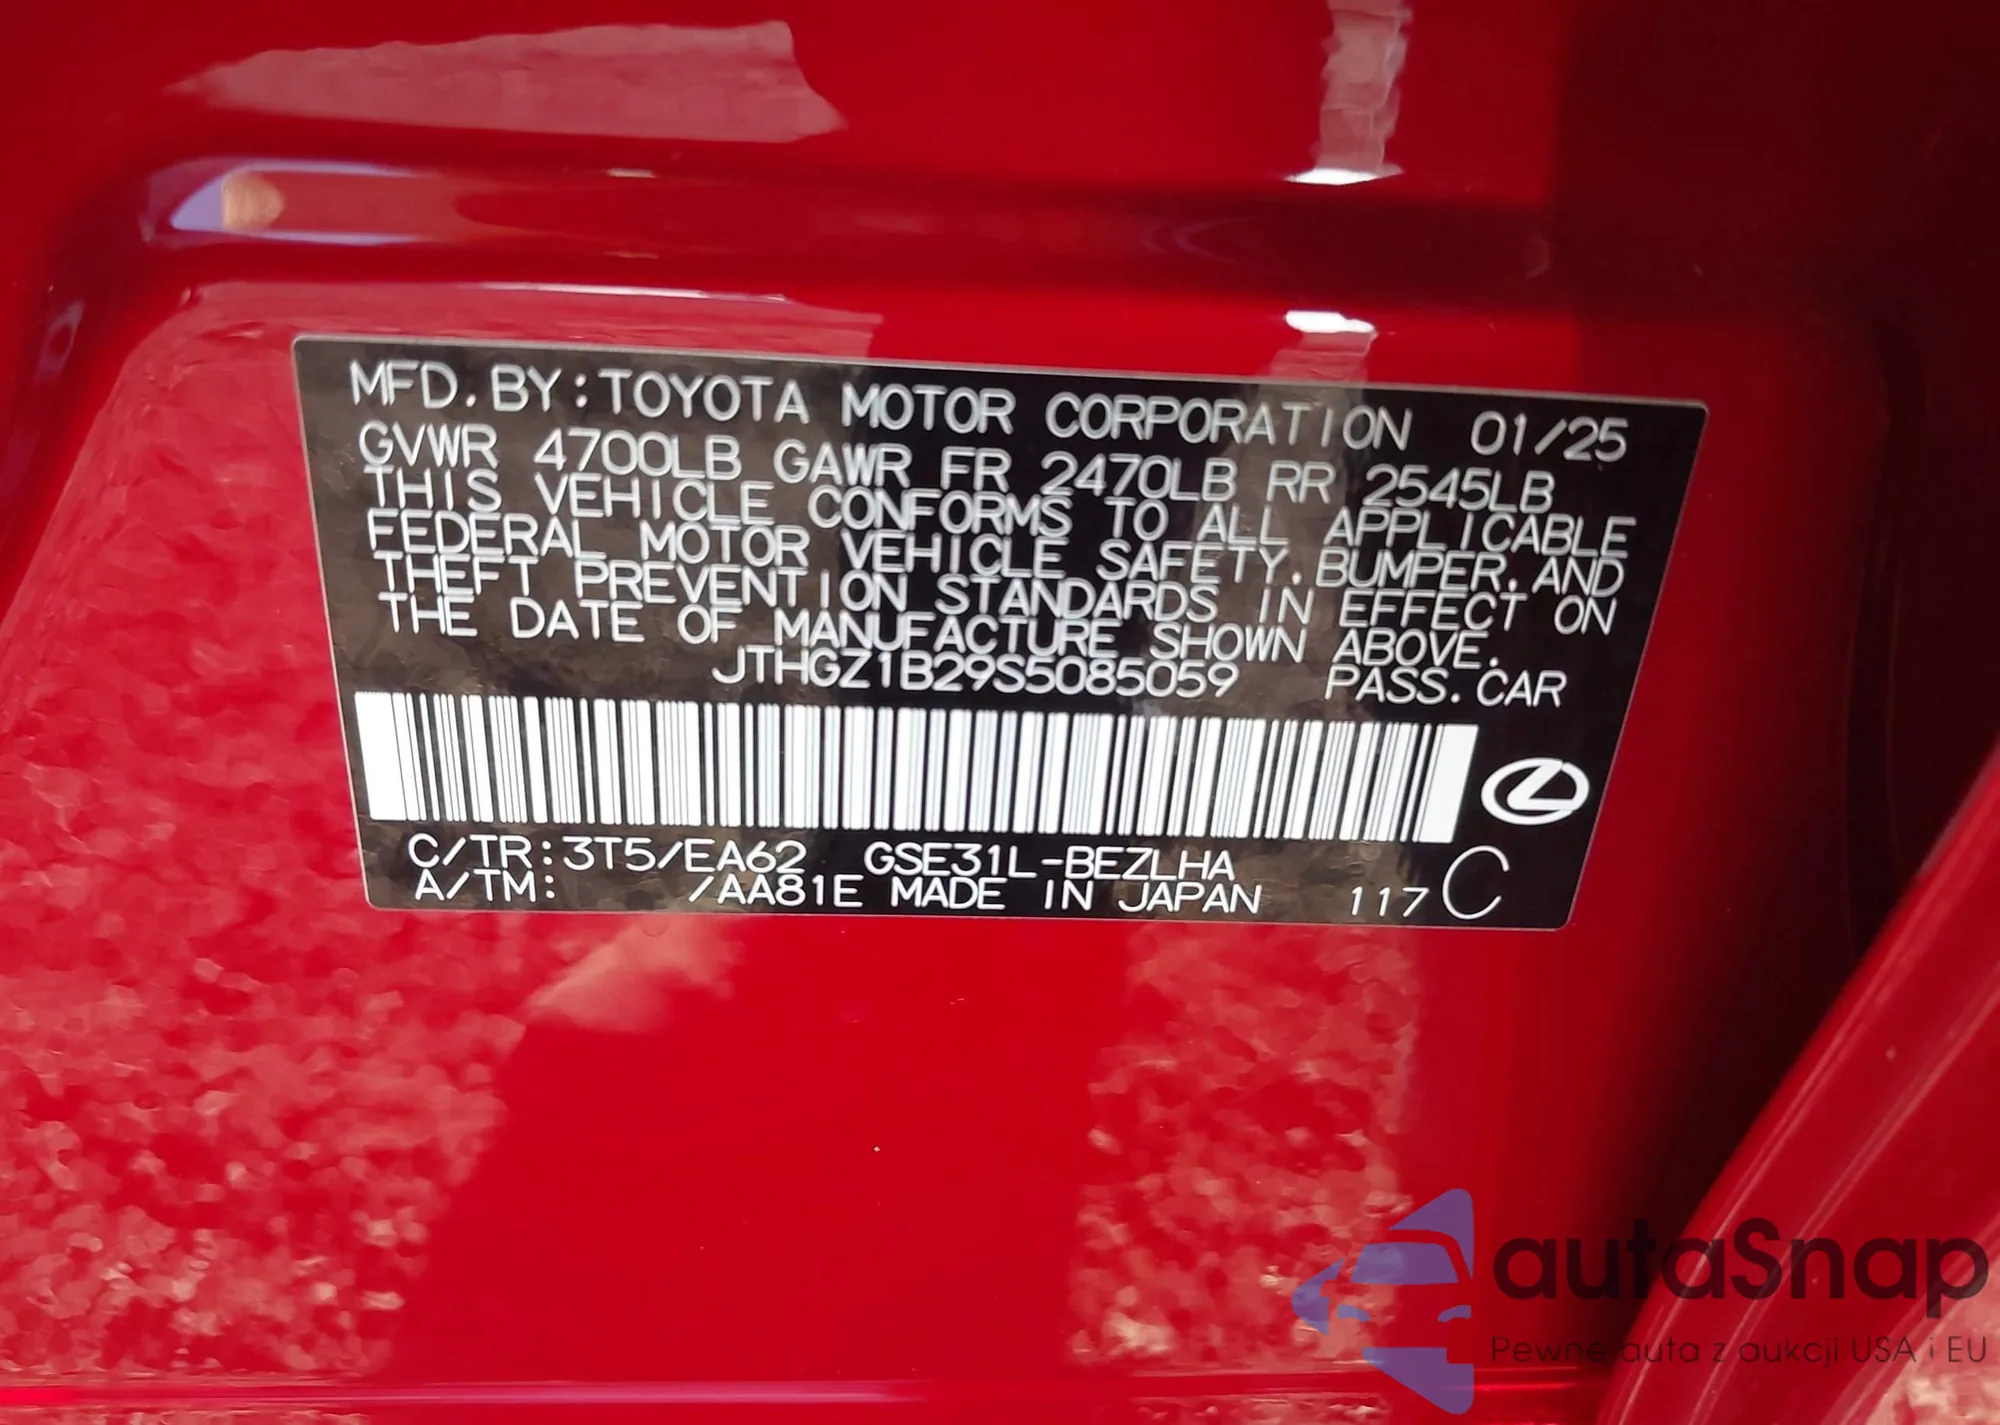 MFD. BY:TOYOTA MOTOR CORPORATION 01/25
GVWR 4700LB GAWR FR 2470LB RR 2545LB
THIS VEHICLE CONFORMS TO ALL APPLICABLE
FEDERAL MOTOR VEHICLE SAFETY, BUMPER, AND
THEFT PREVENTION STANDARDS IN EFFECT ON
THE DATE OF MANUFACTURE SHOWN ABOVE.
JTHGZ1B29S5085059 PASS. CAR
C/TR:3T5/EA62 GSE31L-BEZLHA
A/TM: /AA81E MADE IN JAPAN 117 C
autaSnap
Pewne auta z aukcji USA i EU